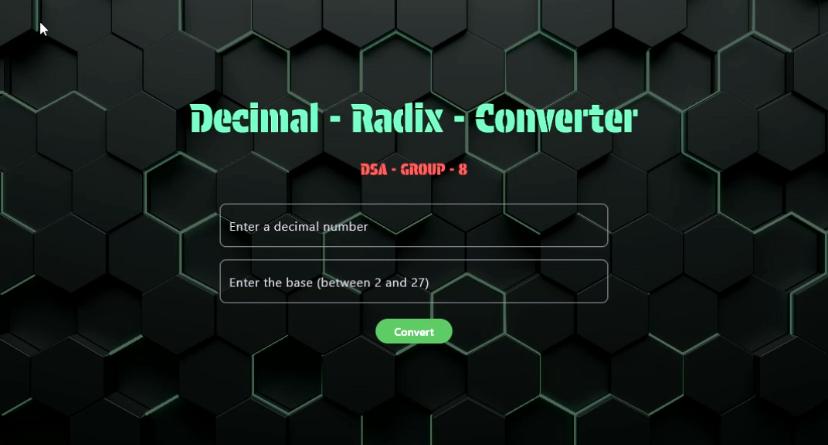 Decimal - Radix - Converter
DSA - GROUP - 8
Enter a decimal number
Enter the base (between 2 and 27)
Convert